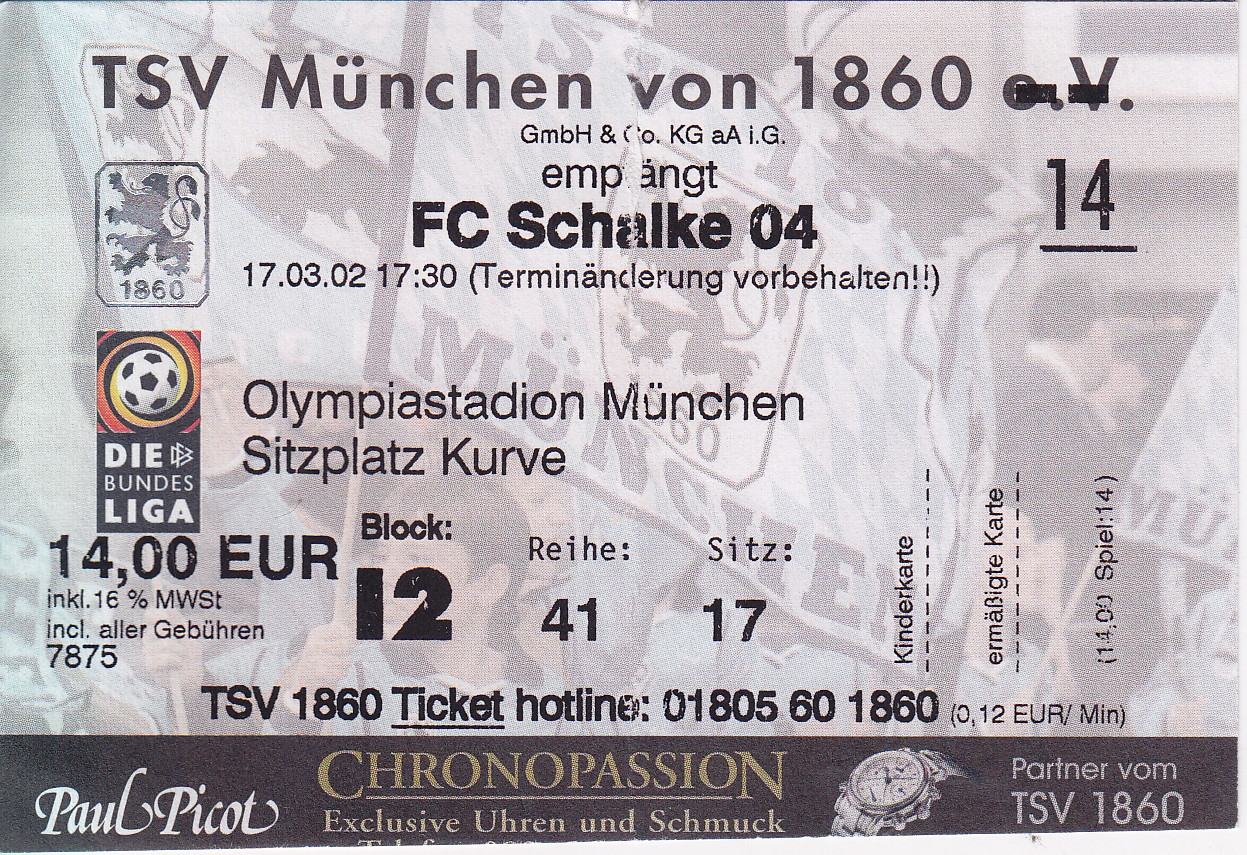 TSV München von 1860 e.V.
GmbH & Co. KG aA i.G.
empfängt
FC Schalke 04
14
17.03.02 17:30 (Terminänderung vorbehalten!!)
1860
Olympiastadion München
Sitzplatz Kurve
DIE
BUNDES
LIGA
14,00 EUR
inkl.16 % MWSt
incl. aller Gebühren
7875
Block:
12
Reihe:
41
Sitz:
17
Kinderkarte
ermäßigte Karte
(14,00 Spiel:14)
TSV 1860 Ticket hotline: 01805 60 1860 (0,12 EUR/ Min)
Paul Picot
CHRONOPASSION
Exclusive Uhren und Schmuck
Partner vom
TSV 1860
MÜNCHEN